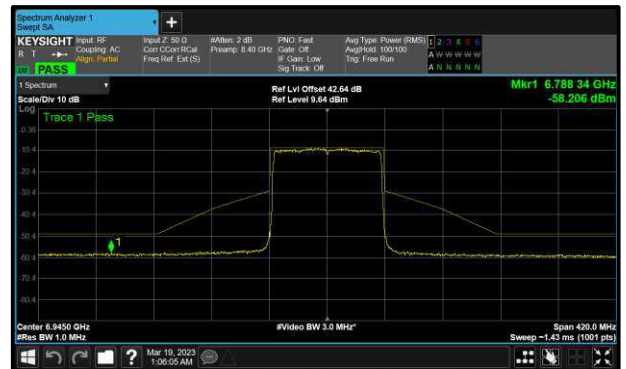 Spectrum Analyzer 1
Swept SA
+
KEYSIGHT Input: RF
R T
Coupling: AC
Align: Partial
PASS
Input Z: 50 Ω
Corr CCorr RCal
Freq Ref: Ext (S)
#Atten: 2 dB
Preamp: 8.40 GHz
PNO: Fast
Gate: Off
IF Gain: Low
Sig Track: Off
Avg Type: Power (RMS)
Avg|Hold: 100/100
Trig: Free Run
1 2 3 4 5 6
A W W W W W
A N N N N N
1 Spectrum
Scale/Div 10 dB
Log
Ref Lvl Offset 42.64 dB
Ref Level 9.64 dBm
Mkr1 6.788 34 GHz
-58.206 dBm
Trace 1 Pass
-0.36
-10.4
-20.4
-30.4
-40.4
-50.4
-60.4
-70.4
-80.4
1
Center 6.9450 GHz
#Res BW 1.0 MHz
#Video BW 3.0 MHz*
Span 420.0 MHz
Sweep ~1.43 ms (1001 pts)
?
Mar 19, 2023
1:06:05 AM